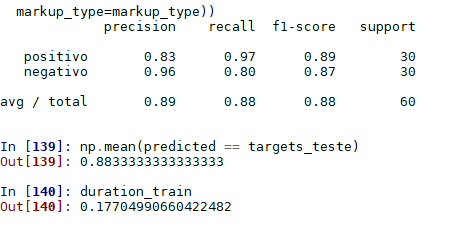 markup_type=markup_type))
precision recall f1-score support
positivo 0.83 0.97 0.89 30
negativo 0.96 0.80 0.87 30
avg / total 0.89 0.88 0.88 60
In [139]: np.mean(predicted == targets_teste)
Out[139]: 0.8833333333333333
In [140]: duration_train
Out[140]: 0.17704990660422482